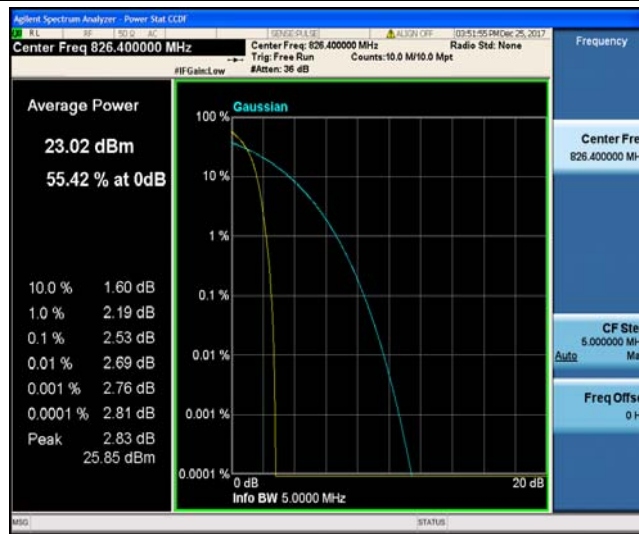 Agilent Spectrum Analyzer - Power Stat CCDF
RL RF 50 Ω AC SENSE:PULSE ALIGN OFF 03:51:55 PM Dec 25, 2017
Center Freq 826.400000 MHz
Center Freq: 826.400000 MHz Radio Std: None
Trig: Free Run Counts:10.0 M/10.0 Mpt
#IFGain:Low #Atten: 36 dB
Frequency
Average Power
23.02 dBm
55.42 % at 0dB
10.0 % 1.60 dB
1.0 % 2.19 dB
0.1 % 2.53 dB
0.01 % 2.69 dB
0.001 % 2.76 dB
0.0001 % 2.81 dB
Peak 2.83 dB
25.85 dBm
Gaussian
100 %
10 %
1 %
0.1 %
0.01 %
0.001 %
0.0001 %
0 dB 20 dB
Info BW 5.0000 MHz
Center Fre
826.400000 MH
CF Ste
5.000000 MH
Auto Ma
Freq Offs
0 H
MSG STATUS